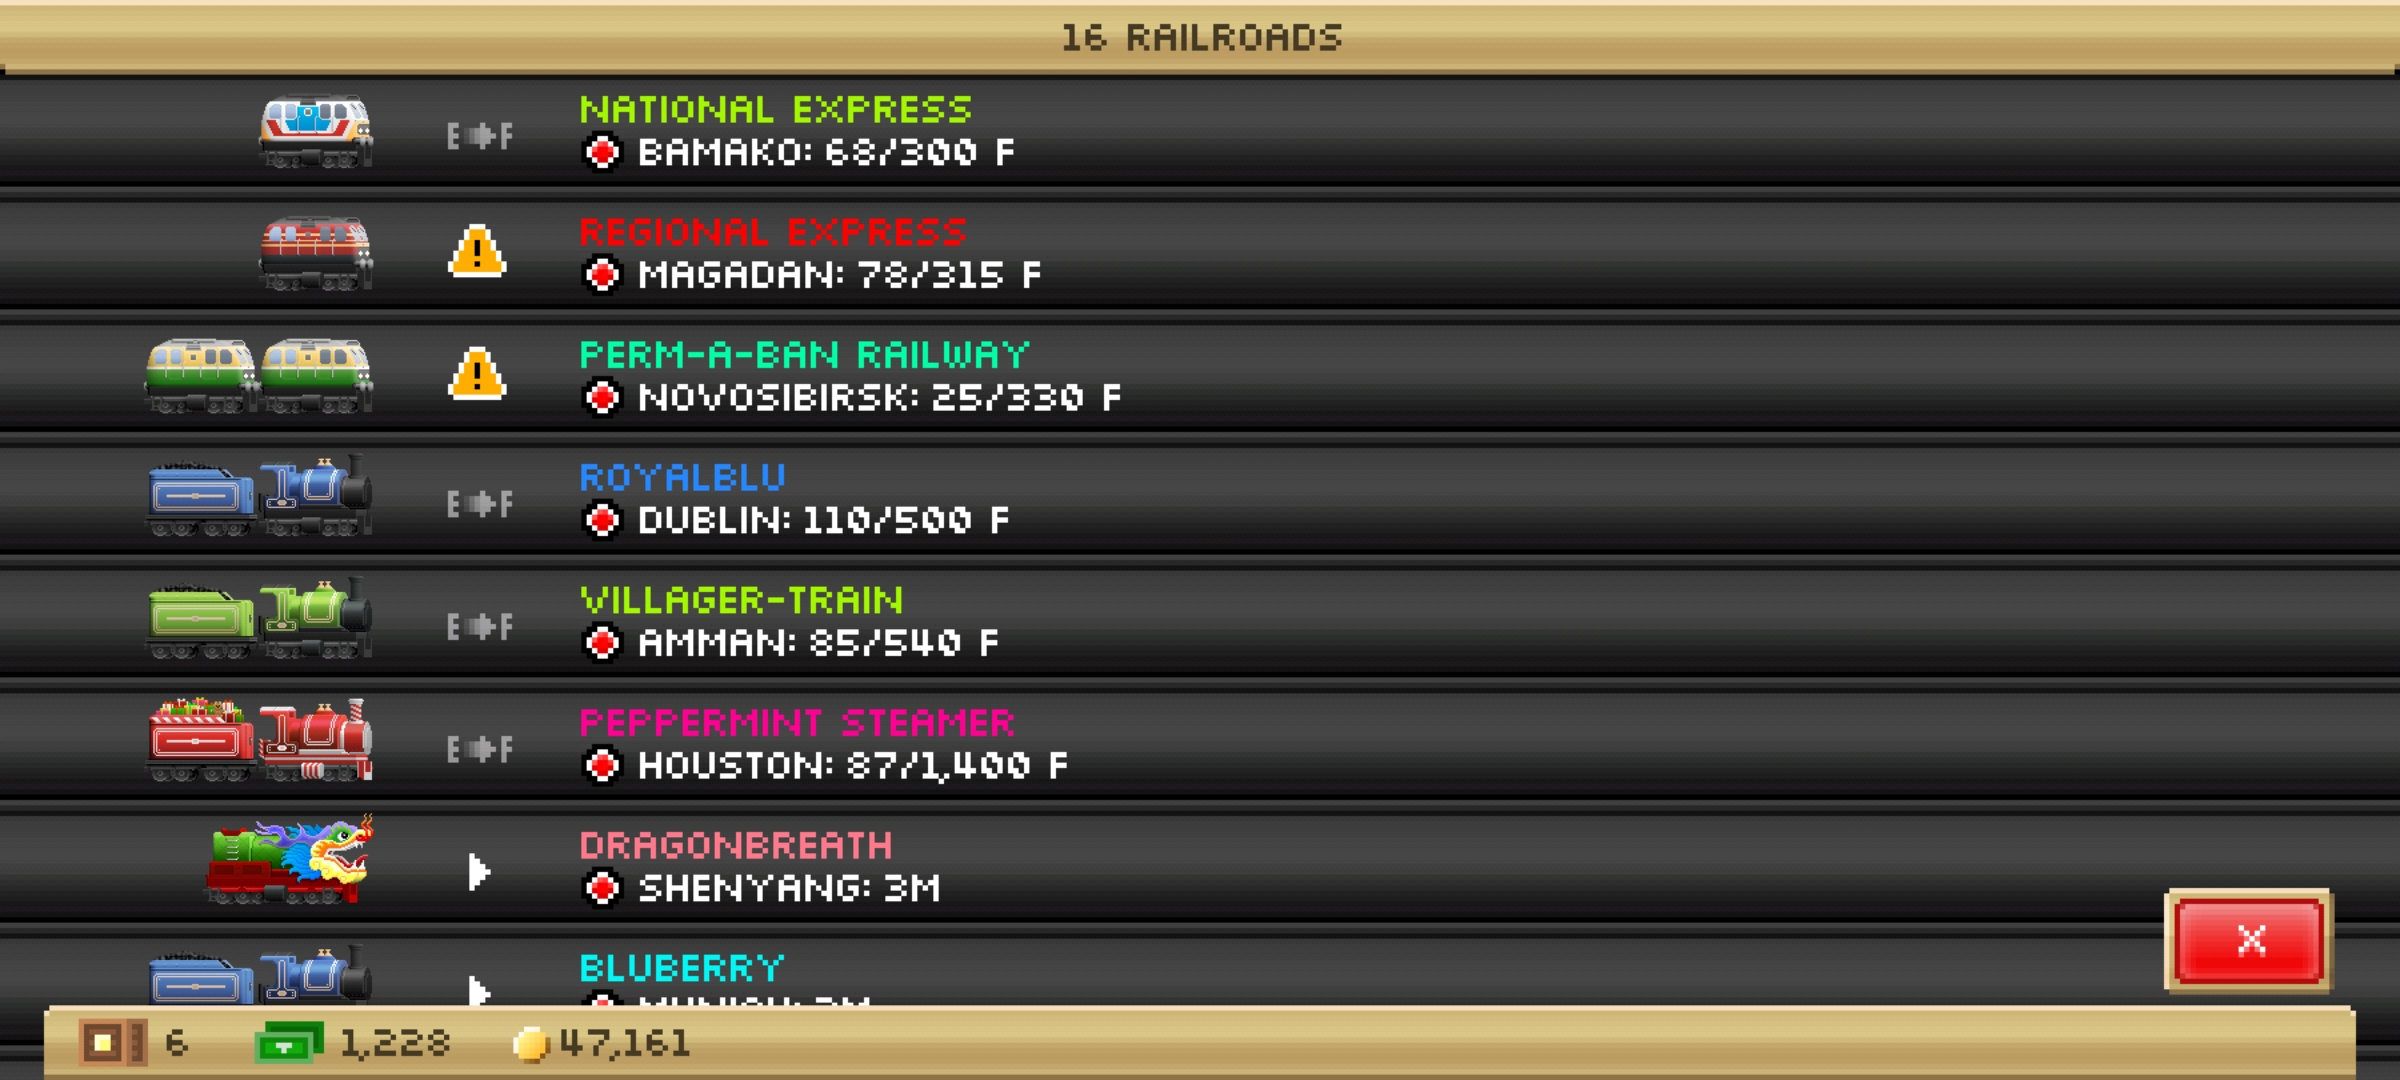 16 RAILROADS
NATIONAL EXPRESS
E F
BAMAKO: 68/300 F
REGIONAL EXPRESS
MAGADAN: 78/315 F
PERM-A-BAN RAILWAY
NOVOSIBIRSK: 25/330 F
ROYALBLU
E F
DUBLIN: 110/500 F
VILLAGER-TRAIN
E F
AMMAN: 85/540 F
PEPPERMINT STEAMER
E F
HOUSTON: 87/1,400 F
DRAGONBREATH
SHENYANG: 3M
BLUBERRY
X
6 1,228 47,161